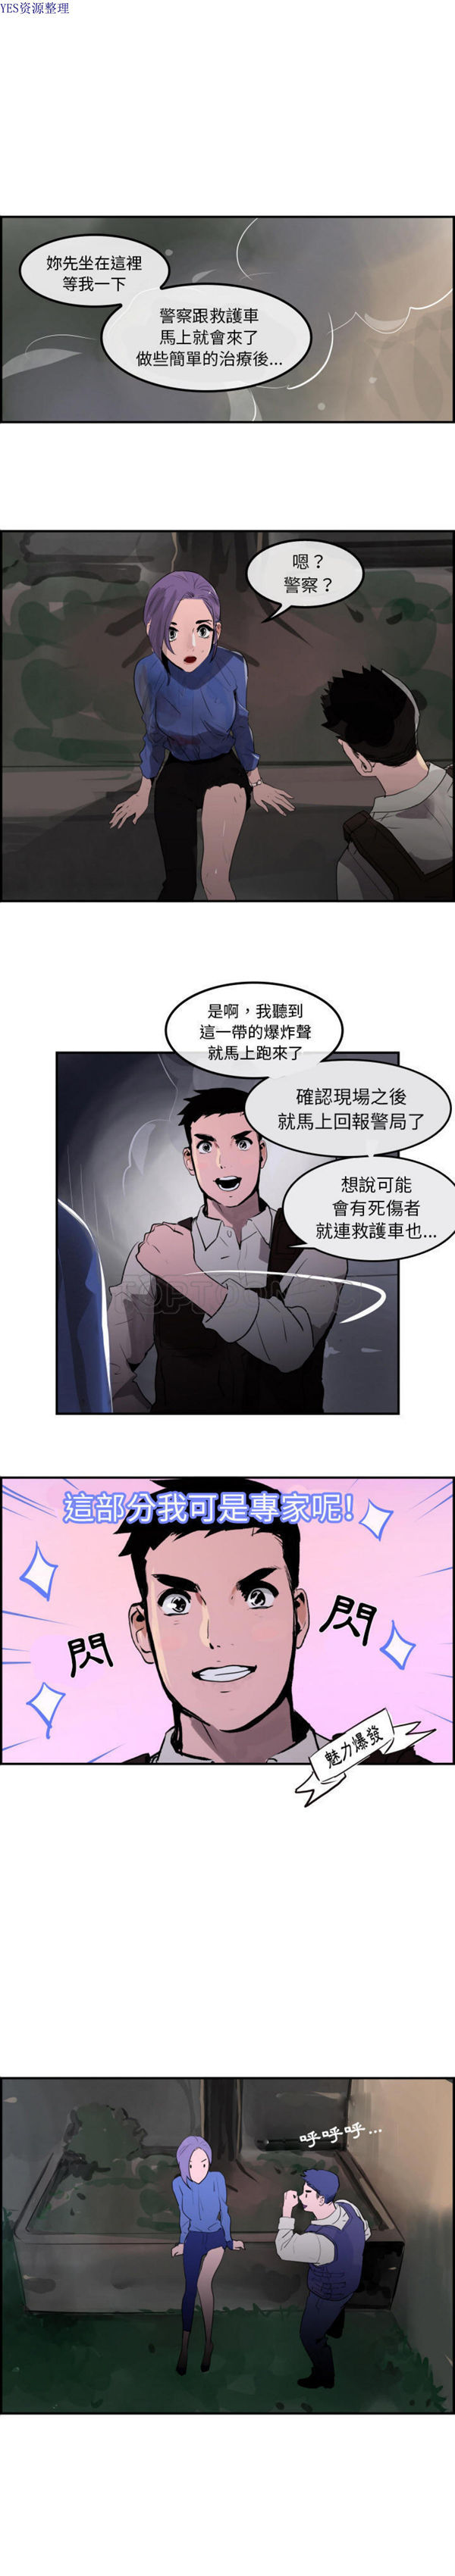 YES资源整理
妳先坐在這裡
等我一下
警察跟救護車
馬上就會來了
做些簡單的治療後...
嗯？
警察？
是啊，我聽到
這一帶的爆炸聲
就馬上跑來了
確認現場之後
就馬上回報警局了
想說可能
會有死傷者
就連救護車也...
這部分我可是專家呢!
閃
閃
魅力爆發
呼呼呼...